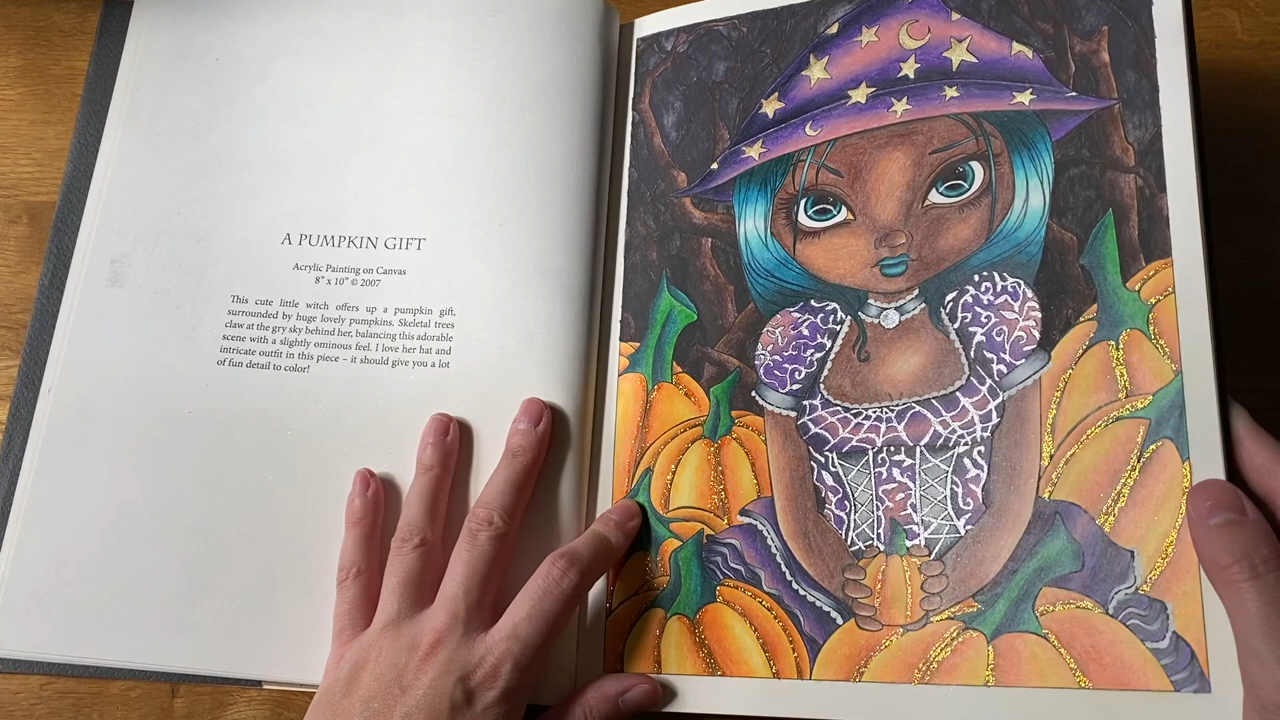 A PUMPKIN GIFT
Acrylic Painting on Canvas
8" x 10" © 2007
This cute little witch offers up a pumpkin gift,
surrounded by huge lovely pumpkins. Skeletal trees
claw at the gry sky behind her, balancing this adorable
scene with a slightly ominous feel. I love her hat and
intricate outfit in this piece – it should give you a lot
of fun detail to color!